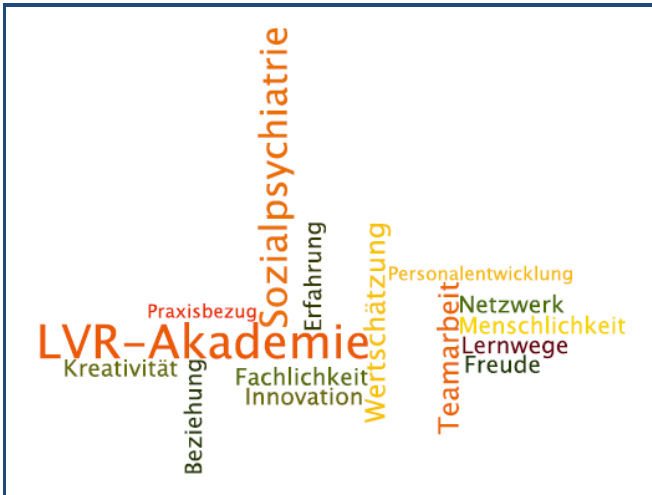 Sozialpsychiatrie
Erfahrung
Wertschätzung
Personalentwicklung
Praxisbezug
Teamarbeit
Netzwerk
Menschlichkeit
LVR-Akademie
Lernwege
Kreativität
Freude
Beziehung
Fachlichkeit
Innovation